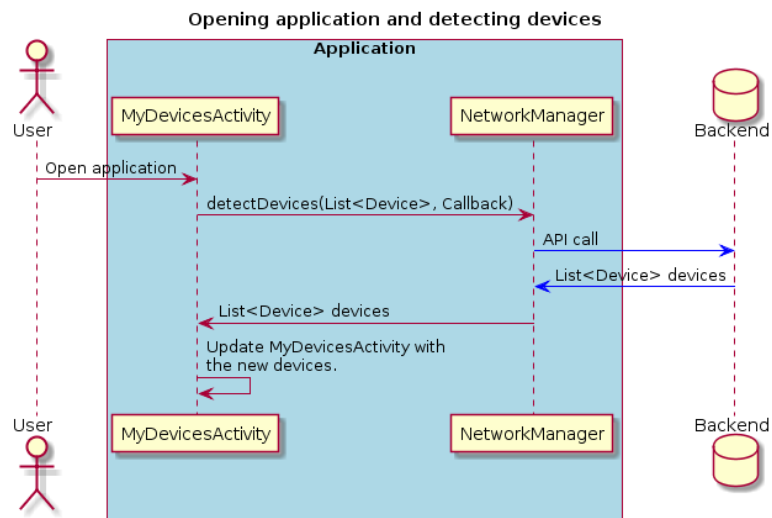 Opening application and detecting devices
Application
User
MyDevicesActivity
NetworkManager
Backend
Open application
detectDevices(List<Device>, Callback)
API call
List<Device> devices
List<Device> devices
Update MyDevicesActivity with
the new devices.
User
MyDevicesActivity
NetworkManager
Backend